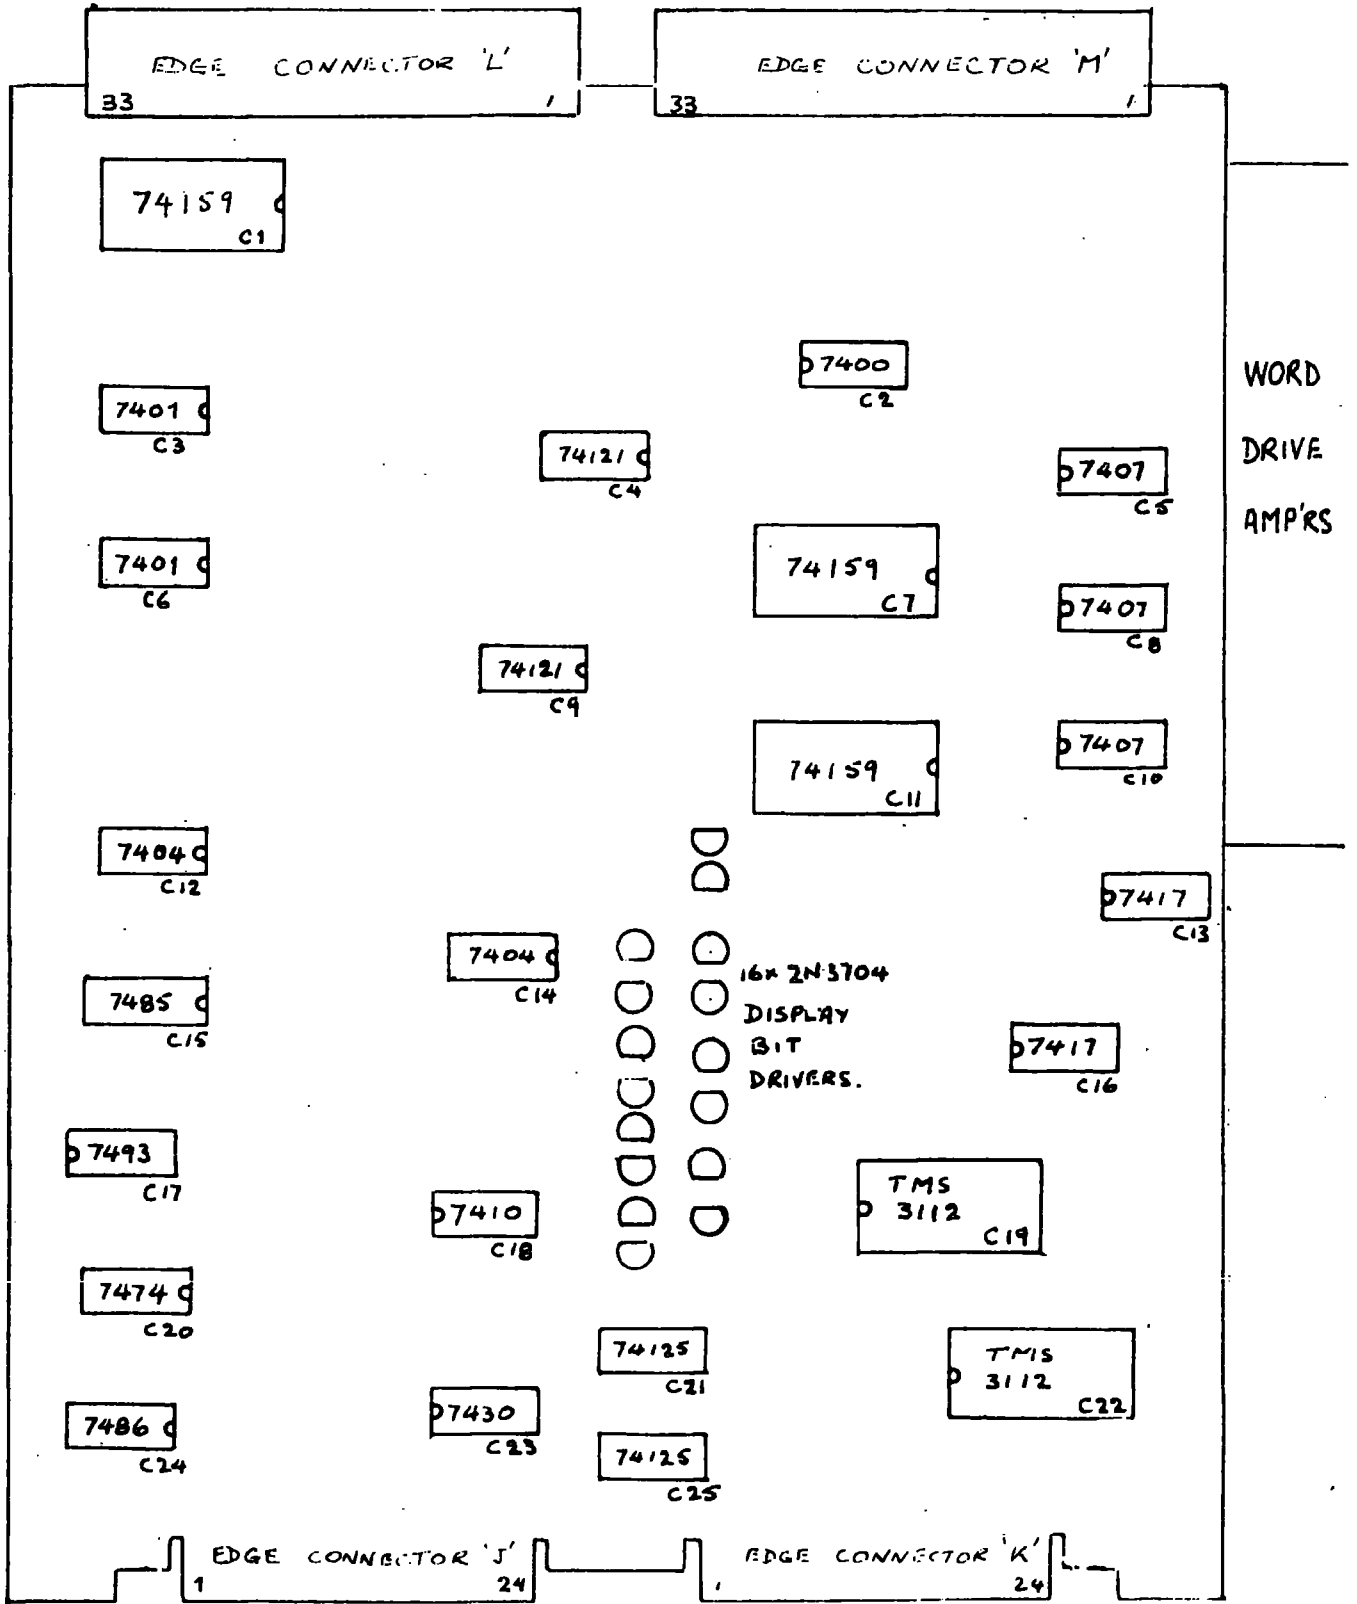 EDGE CONNECTOR 'L'
33 1
EDGE CONNECTOR 'M'
33 1
74159
C1
7400
C2
7401
C3
74121
C4
7407
C5
WORD
DRIVE
AMP'RS
7401
C6
74159
C7
7407
C8
74121
C9
7407
C10
74159
C11
7404
C12
7417
C13
7404
C14
16x 2N3704
DISPLAY
BIT
DRIVERS.
7485
C15
7417
C16
7493
C17
7410
C18
TMS
3112
C19
7474
C20
74125
C21
TMS
3112
C22
7430
C23
7486
C24
74125
C25
EDGE CONNECTOR 'J'
1 24
EDGE CONNECTOR 'K'
1 24